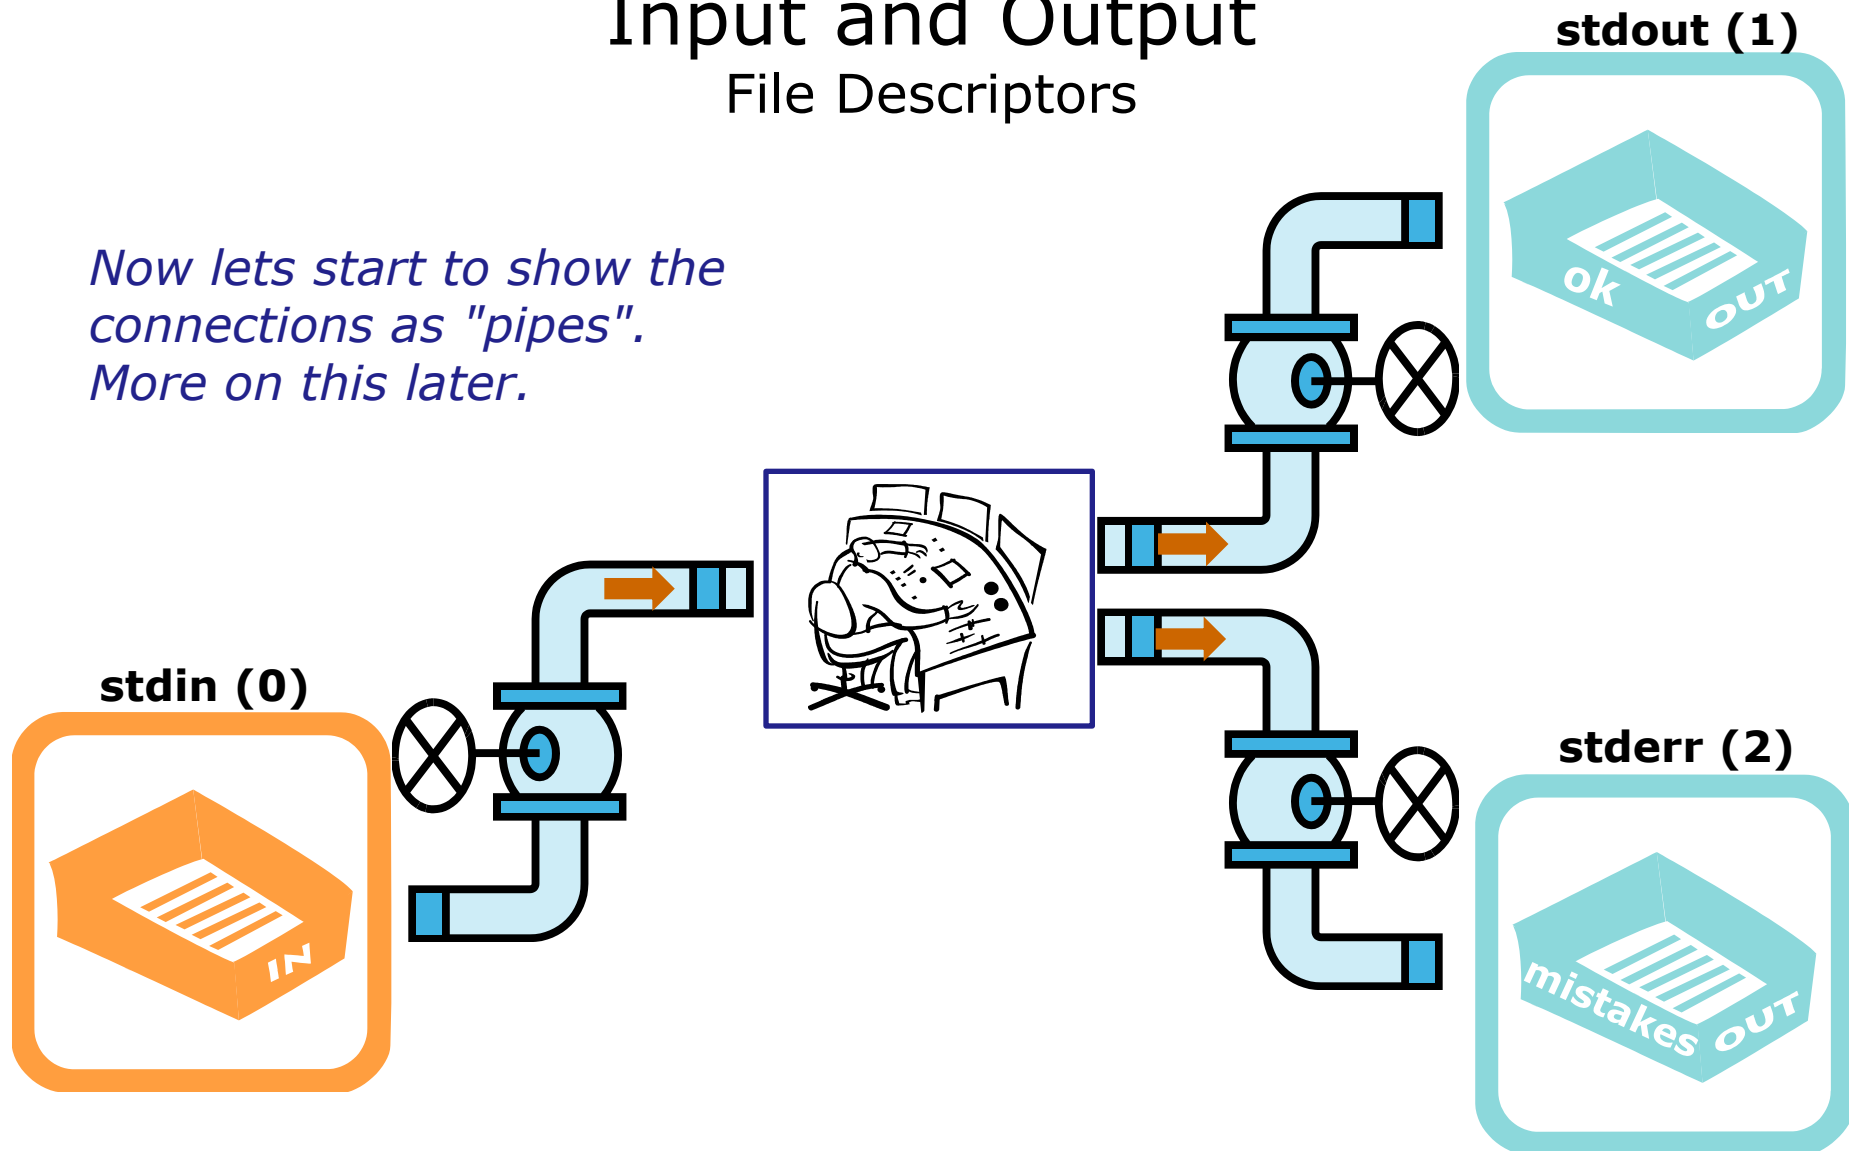 Input and Output
File Descriptors
stdout (1)
Now lets start to show the
connections as "pipes".
More on this later.
ok
OUT
stdin (0)
IN
stderr (2)
mistakes
OUT